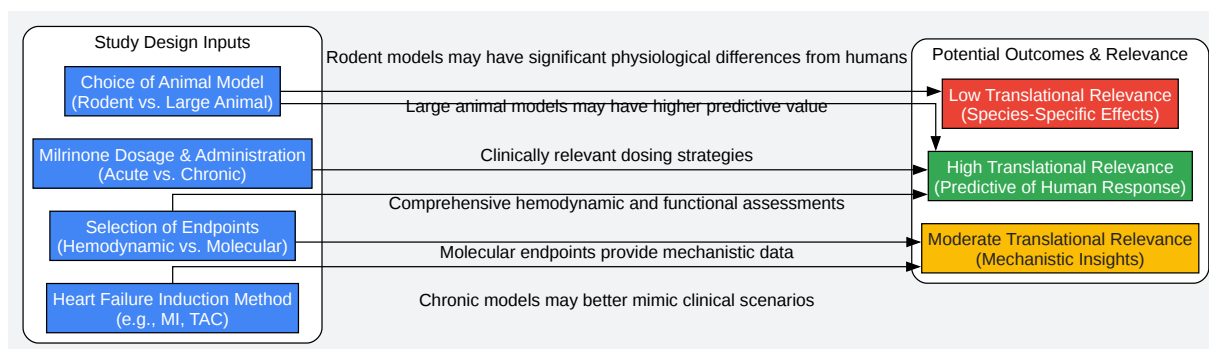 Study Design Inputs
Choice of Animal Model
(Rodent vs. Large Animal)
Milrinone Dosage & Administration
(Acute vs. Chronic)
Selection of Endpoints
(Hemodynamic vs. Molecular)
Heart Failure Induction Method
(e.g., MI, TAC)
Rodent models may have significant physiological differences from humans
Large animal models may have higher predictive value
Clinically relevant dosing strategies
Comprehensive hemodynamic and functional assessments
Molecular endpoints provide mechanistic data
Chronic models may better mimic clinical scenarios
Potential Outcomes & Relevance
Low Translational Relevance
(Species-Specific Effects)
High Translational Relevance
(Predictive of Human Response)
Moderate Translational Relevance
(Mechanistic Insights)